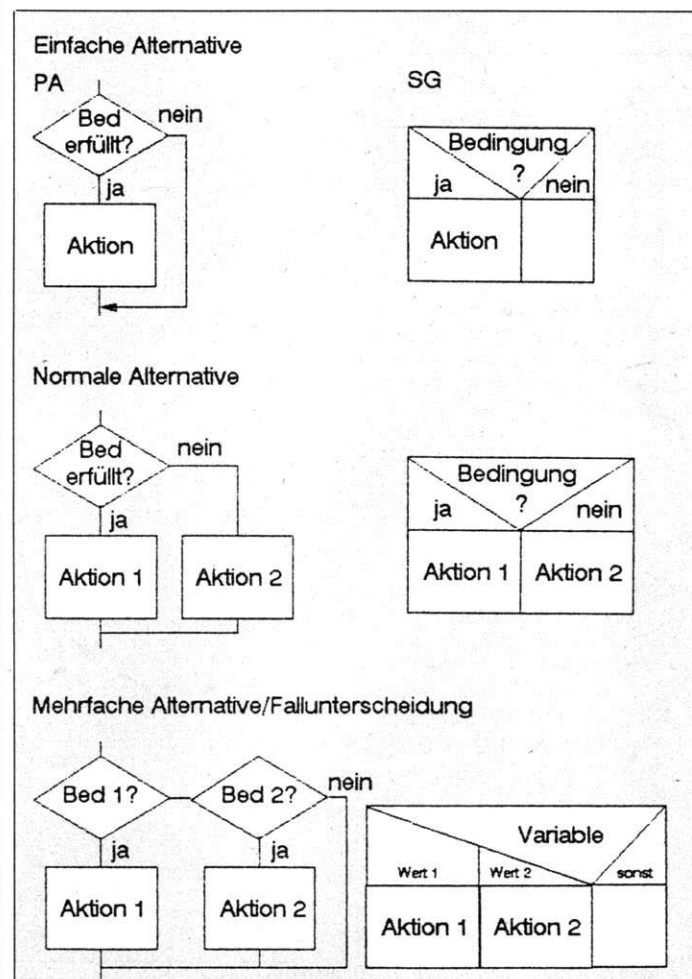 Einfache Alternative
PA
SG
Bed
erfüllt?
nein
ja
Aktion
Bedingung
?
ja
nein
Aktion
Normale Alternative
Bed
erfüllt?
nein
ja
Aktion 1
Aktion 2
Bedingung
?
ja
nein
Aktion 1
Aktion 2
Mehrfache Alternative/Fallunterscheidung
Bed 1?
Bed 2?
nein
ja
ja
Aktion 1
Aktion 2
Variable
Wert 1
Wert 2
sonst
Aktion 1
Aktion 2